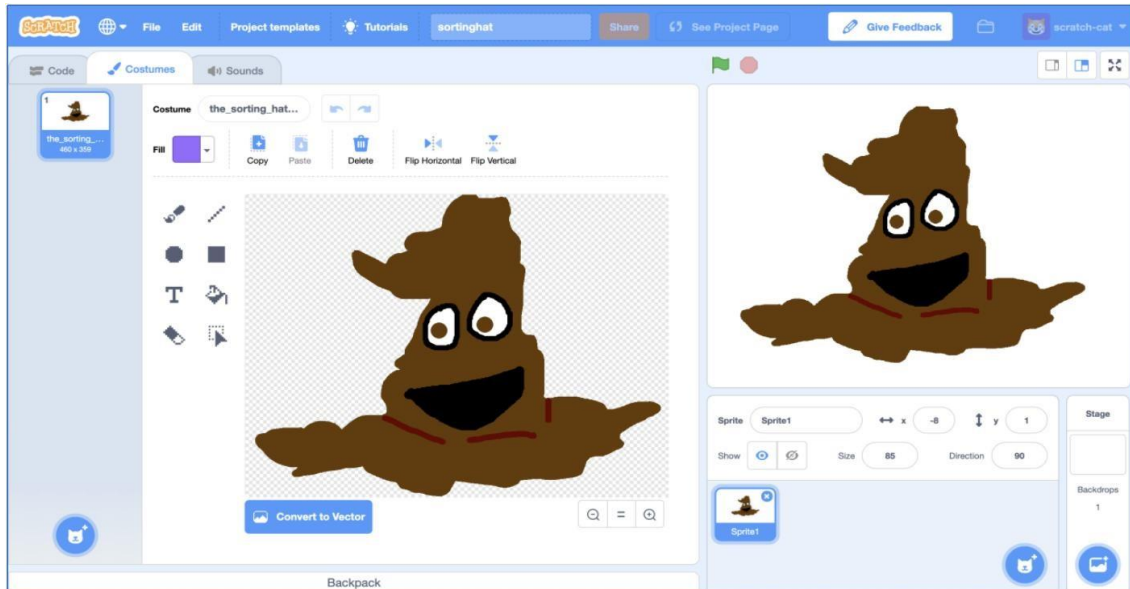 SCRATCH File Edit Project templates Tutorials sortinghat Share See Project Page Give Feedback scratch-cat
Code Costumes Sounds
1
the_sorting_...
460 x 359
Costume the_sorting_hat...
Fill Copy Paste Delete Flip Horizontal Flip Vertical
T
Convert to Vector
Backpack
Sprite Sprite1 x -8 y 1
Show Size 85 Direction 90
Sprite1
Stage
Backdrops
1